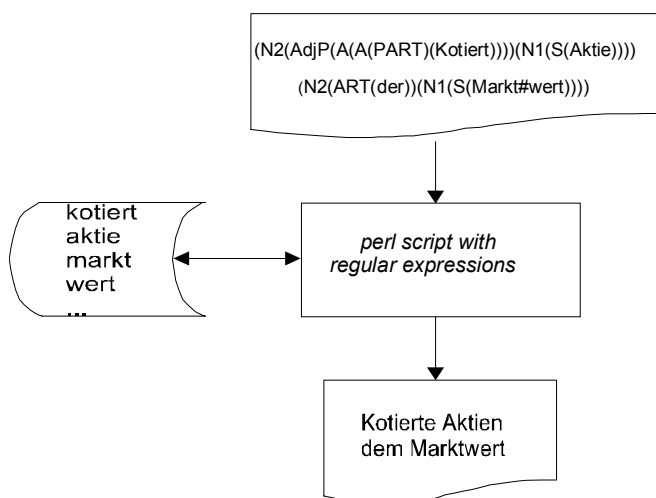 (N2(AdjP(A(A(PART)(Kotiert))))(N1(S(Aktie))))
(N2(ART(der))(N1(S(Markt#wert))))
kotiert
aktie
markt
wert
...
perl script with
regular expressions
Kotierte Aktien
dem Marktwert